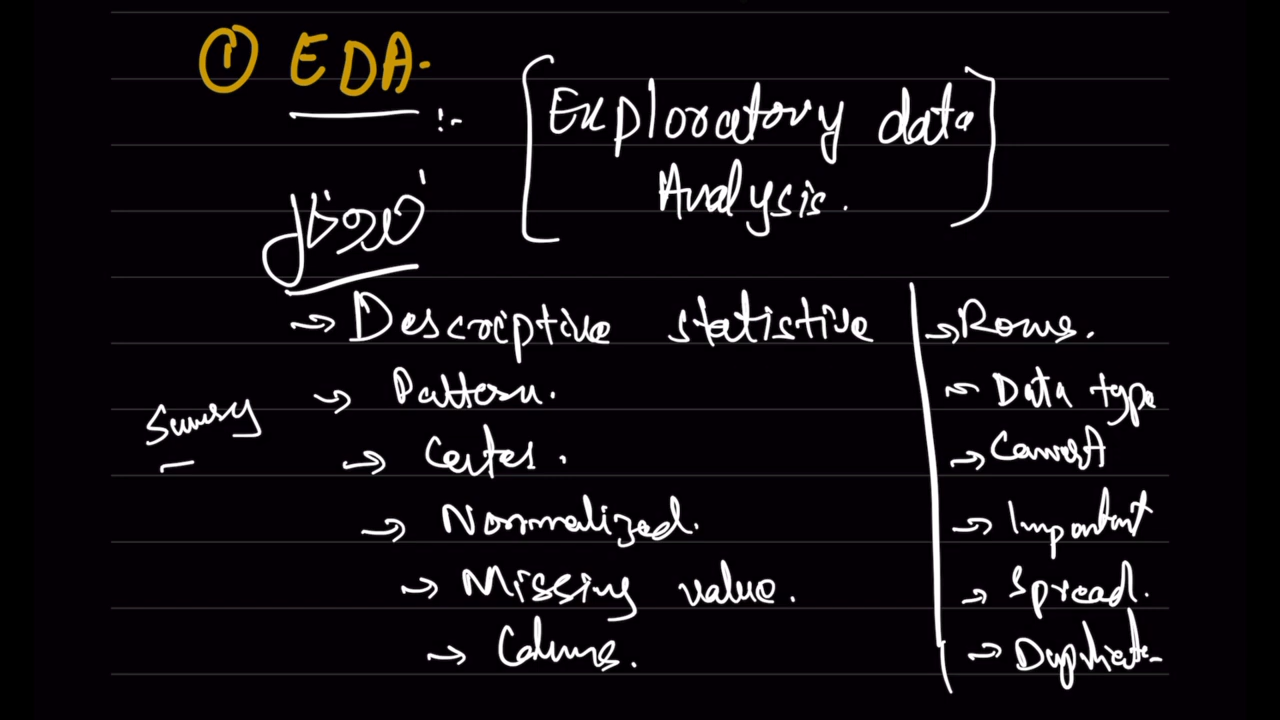 ① EDA.
:- [Exploratory data
Analysis.]
→ Descriptive statistive
→ Pattern.
Summary
→ Center.
→ Normalized.
→ Missing value.
→ Columns.
→ Rows.
→ Data type
→ Convert
→ Important
→ Spread.
→ Duplicate